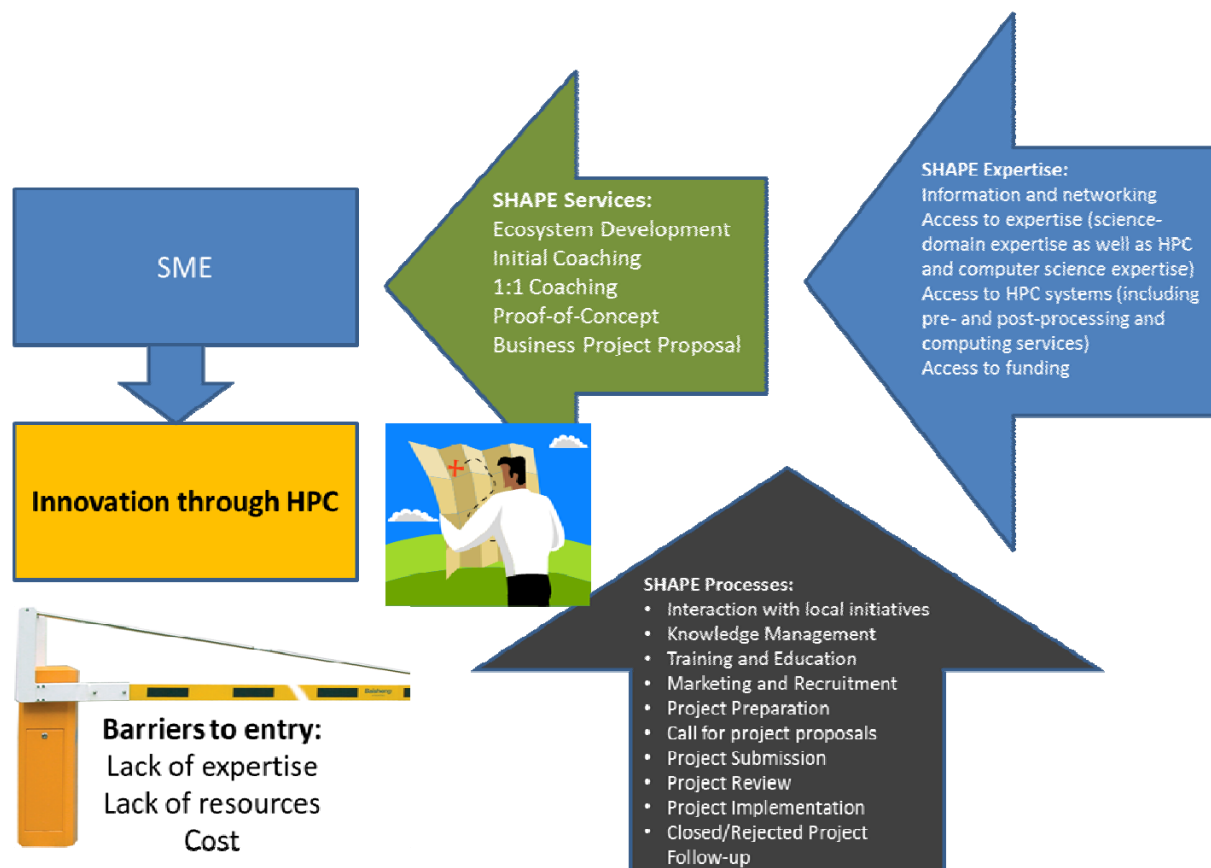 SME
Innovation through HPC
Barriers to entry:
Lack of expertise
Lack of resources
Cost
SHAPE Services:
Ecosystem Development
Initial Coaching
1:1 Coaching
Proof-of-Concept
Business Project Proposal
SHAPE Expertise:
Information and networking
Access to expertise (science-
domain expertise as well as HPC
and computer science expertise)
Access to HPC systems (including
pre- and post-processing and
computing services)
Access to funding
SHAPE Processes:
• Interaction with local initiatives
• Knowledge Management
• Training and Education
• Marketing and Recruitment
• Project Preparation
• Call for project proposals
• Project Submission
• Project Review
• Project Implementation
• Closed/Rejected Project
Follow-up